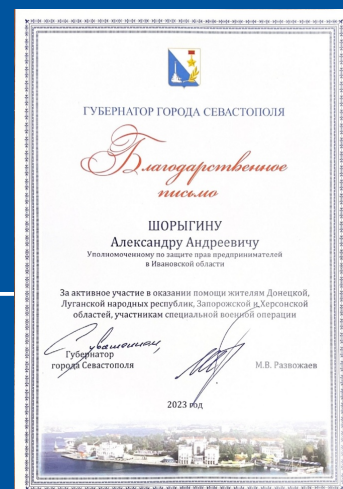 ГУБЕРНАТОР ГОРОДА СЕВАСТОПОЛЯ
Благодарственное
письмо
ШОРЫГИНУ
Александру Андреевичу
Уполномоченному по защите прав предпринимателей
в Ивановской области
За активное участие в оказании помощи жителям Донецкой,
Луганской народных республик, Запорожской и Херсонской
областей, участникам специальной военной операции
С уважением,
Губернатор
города Севастополя
М.В. Развожаев
2023 год